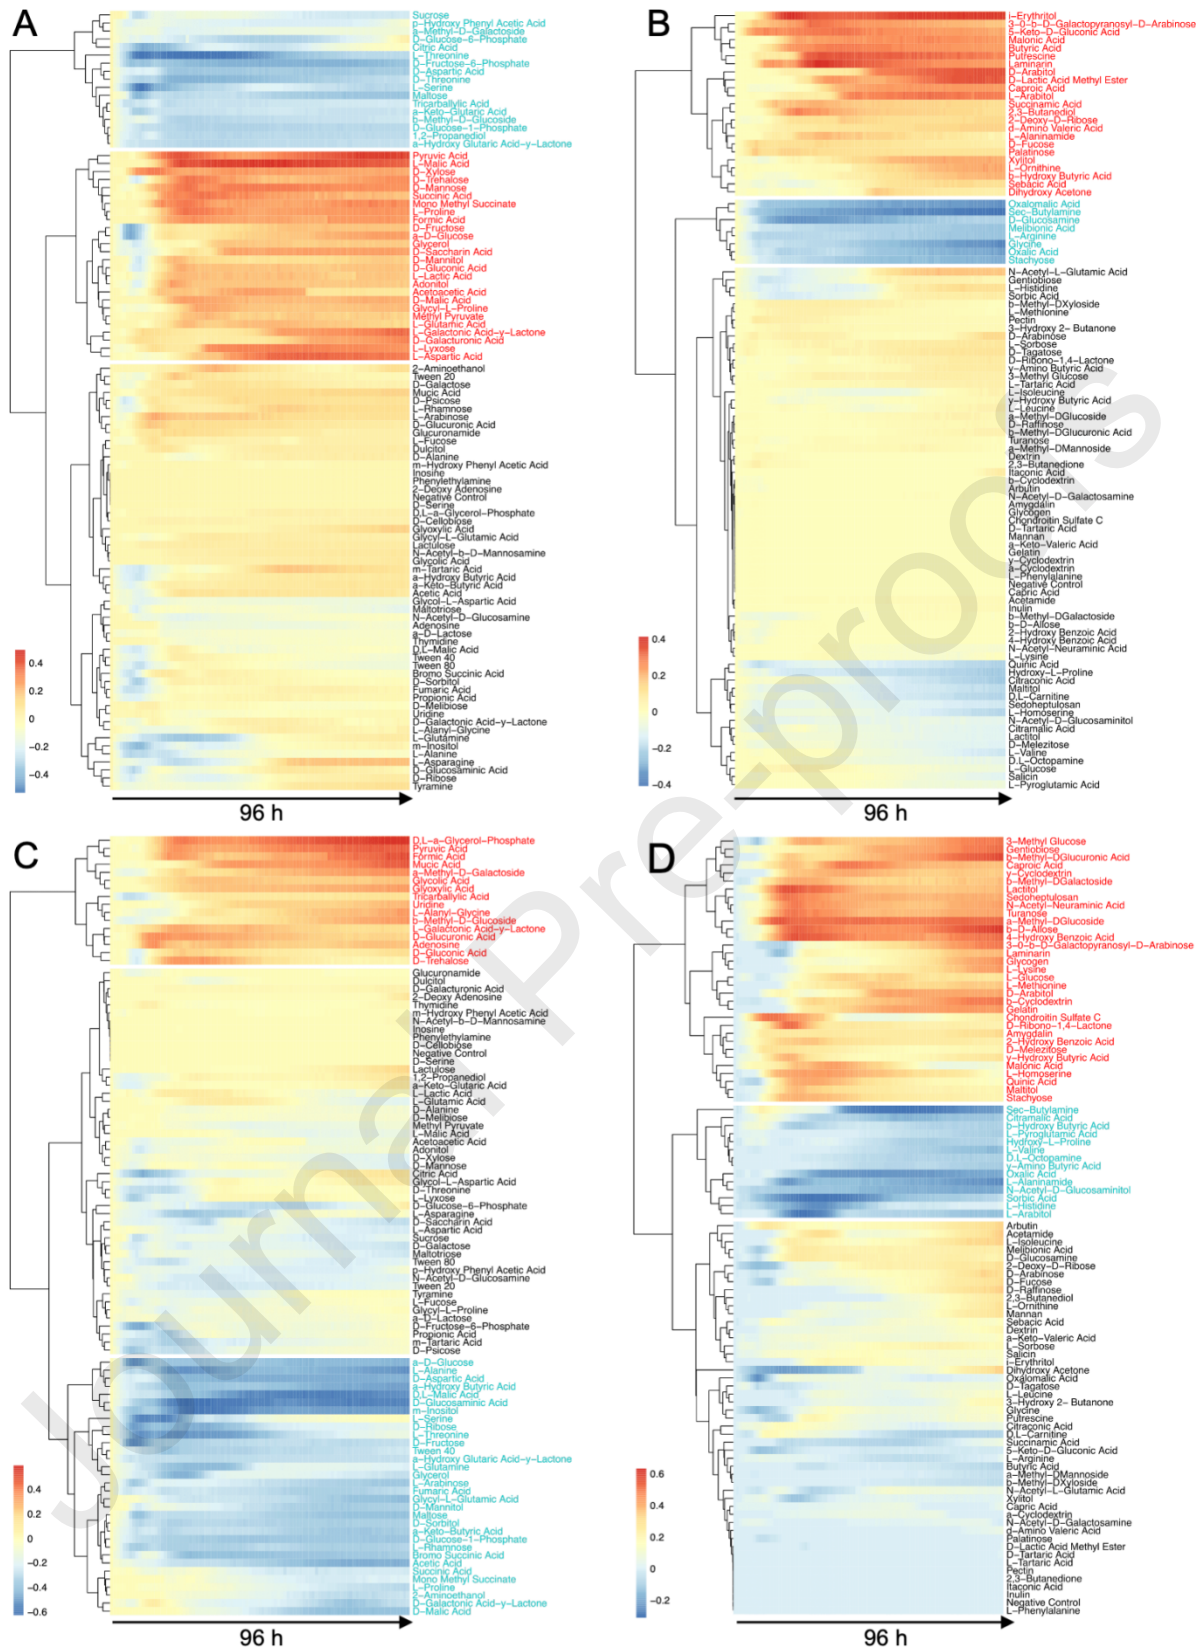 A
Sucrose
p-Hydroxy Phenyl Acetic Acid
a-Methyl-D-Galactoside
D-Glucose-6-Phosphate
Citric Acid
L-Threonine
D-Fructose-6-Phosphate
D-Aspartic Acid
D-Threonine
L-Serine
Maltose
Tricarballylic Acid
a-Keto-Glutaric Acid
b-Methyl-D-Glucoside
D-Glucose-1-Phosphate
1,2-Propanediol
a-Hydroxy Glutaric Acid-y-Lactone
Pyruvic Acid
L-Malic Acid
D-Xylose
D-Trehalose
D-Mannose
Succinic Acid
Mono Methyl Succinate
L-Proline
Formic Acid
D-Fructose
a-D-Glucose
Glycerol
D-Saccharin Acid
D-Mannitol
D-Gluconic Acid
L-Lactic Acid
Adonitol
Acetoacetic Acid
D-Malic Acid
Glycyl-L-Proline
Methyl Pyruvate
L-Glutamic Acid
L-Galactonic Acid-y-Lactone
D-Galacturonic Acid
L-Lyxose
L-Aspartic Acid
2-Aminoethanol
Tween 20
D-Galactose
Mucic Acid
D-Psicose
L-Rhamnose
L-Arabinose
D-Glucuronic Acid
Glucuronamide
L-Fucose
Dulcitol
D-Alanine
m-Hydroxy Phenyl Acetic Acid
Inosine
Phenylethylamine
2-Deoxy Adenosine
Negative Control
D-Serine
D,L-a-Glycerol-Phosphate
D-Cellobiose
Glyoxylic Acid
Glycyl-L-Glutamic Acid
Lactulose
N-Acetyl-b-D-Mannosamine
Glycolic Acid
m-Tartaric Acid
a-Hydroxy Butyric Acid
a-Keto-Butyric Acid
Acetic Acid
Glycol-L-Aspartic Acid
Maltotriose
N-Acetyl-D-Glucosamine
Adenosine
a-D-Lactose
Thymidine
D,L-Malic Acid
Tween 40
Tween 80
Bromo Succinic Acid
D-Sorbitol
Fumaric Acid
Propionic Acid
D-Melibiose
Uridine
D-Galactonic Acid-y-Lactone
L-Alanyl-Glycine
L-Glutamine
m-Inositol
L-Alanine
L-Asparagine
D-Glucosaminic Acid
D-Ribose
Tyramine
0.4
0.2
0
-0.2
-0.4
96 h
B
i-Erythritol
3-0-b-D-Galactopyranosyl-D-Arabinose
5-Keto-D-Gluconic Acid
Malonic Acid
Butyric Acid
Putrescine
Laminarin
D-Arabitol
D-Lactic Acid Methyl Ester
Caproic Acid
L-Arabitol
Succinamic Acid
2,3-Butanediol
2-Deoxy-D-Ribose
d-Amino Valeric Acid
L-Alaninamide
D-Fucose
Palatinose
Xylitol
L-Ornithine
b-Hydroxy Butyric Acid
Sebacic Acid
Dihydroxy Acetone
Oxalomalic Acid
Sec-Butylamine
D-Glucosamine
Melibionic Acid
L-Arginine
Glycine
Oxalic Acid
Stachyose
N-Acetyl-L-Glutamic Acid
Gentiobiose
L-Histidine
Sorbic Acid
b-Methyl-DXyloside
L-Methionine
Pectin
3-Hydroxy 2- Butanone
D-Arabinose
L-Sorbose
D-Tagatose
D-Ribono-1,4-Lactone
y-Amino Butyric Acid
3-Methyl Glucose
L-Tartaric Acid
L-Isoleucine
y-Hydroxy Butyric Acid
L-Leucine
a-Methyl-DGlucoside
D-Raffinose
b-Methyl-DGlucuronic Acid
Turanose
a-Methyl-DMannoside
Dextrin
2,3-Butanedione
Itaconic Acid
b-Cyclodextrin
Arbutin
N-Acetyl-D-Galactosamine
Amygdalin
Glycogen
Chondroitin Sulfate C
D-Tartaric Acid
Mannan
a-Keto-Valeric Acid
Gelatin
y-Cyclodextrin
a-Cyclodextrin
L-Phenylalanine
Negative Control
Capric Acid
Acetamide
Inulin
b-Methyl-DGalactoside
b-D-Allose
2-Hydroxy Benzoic Acid
4-Hydroxy Benzoic Acid
N-Acetyl-Neuraminic Acid
L-Lysine
Quinic Acid
Hydroxy-L-Proline
Citraconic Acid
Maltitol
D,L-Carnitine
Sedoheptulosan
L-Homoserine
N-Acetyl-D-Glucosaminitol
Citramalic Acid
Lactitol
D-Melezitose
L-Valine
D,L-Octopamine
L-Glucose
Salicin
L-Pyroglutamic Acid
0.4
0.2
0
-0.2
-0.4
96 h
C
D,L-a-Glycerol-Phosphate
Pyruvic Acid
Formic Acid
Mucic Acid
a-Methyl-D-Galactoside
Glycolic Acid
Glyoxylic Acid
Tricarballylic Acid
Uridine
L-Alanyl-Glycine
b-Methyl-D-Glucoside
L-Galactonic Acid-y-Lactone
D-Glucuronic Acid
Adenosine
D-Gluconic Acid
D-Trehalose
Glucuronamide
Dulcitol
D-Galacturonic Acid
2-Deoxy Adenosine
Thymidine
m-Hydroxy Phenyl Acetic Acid
N-Acetyl-b-D-Mannosamine
Inosine
Phenylethylamine
D-Cellobiose
Negative Control
D-Serine
Lactulose
1,2-Propanediol
a-Keto-Glutaric Acid
L-Lactic Acid
L-Glutamic Acid
D-Alanine
D-Melibiose
Methyl Pyruvate
L-Malic Acid
Acetoacetic Acid
Adonitol
D-Xylose
D-Mannose
Citric Acid
Glycol-L-Aspartic Acid
D-Threonine
L-Lyxose
D-Glucose-6-Phosphate
L-Asparagine
D-Saccharin Acid
L-Aspartic Acid
Sucrose
D-Galactose
Maltotriose
Tween 80
p-Hydroxy Phenyl Acetic Acid
N-Acetyl-D-Glucosamine
Tween 20
Tyramine
L-Fucose
Glycyl-L-Proline
a-D-Lactose
D-Fructose-6-Phosphate
Propionic Acid
m-Tartaric Acid
D-Psicose
a-D-Glucose
L-Alanine
D-Aspartic Acid
a-Hydroxy Butyric Acid
D,L-Malic Acid
D-Glucosaminic Acid
m-Inositol
L-Serine
D-Ribose
L-Threonine
D-Fructose
Tween 40
a-Hydroxy Glutaric Acid-y-Lactone
L-Glutamine
Glycerol
L-Arabinose
Fumaric Acid
Glycyl-L-Glutamic Acid
D-Mannitol
Maltose
D-Sorbitol
a-Keto-Butyric Acid
D-Glucose-1-Phosphate
L-Rhamnose
Bromo Succinic Acid
Acetic Acid
Succinic Acid
Mono Methyl Succinate
L-Proline
2-Aminoethanol
D-Galactonic Acid-y-Lactone
D-Malic Acid
0.4
0.2
0
-0.2
-0.4
-0.6
96 h
D
3-Methyl Glucose
Gentiobiose
b-Methyl-DGlucuronic Acid
Caproic Acid
y-Cyclodextrin
b-Methyl-DGalactoside
Lactitol
Sedoheptulosan
N-Acetyl-Neuraminic Acid
Turanose
a-Methyl-DGlucoside
b-D-Allose
4-Hydroxy Benzoic Acid
3-0-b-D-Galactopyranosyl-D-Arabinose
Laminarin
Glycogen
L-Lysine
L-Glucose
L-Methionine
D-Arabitol
b-Cyclodextrin
Gelatin
Chondroitin Sulfate C
D-Ribono-1,4-Lactone
Amygdalin
2-Hydroxy Benzoic Acid
D-Melezitose
y-Hydroxy Butyric Acid
Malonic Acid
L-Homoserine
Quinic Acid
Maltitol
Stachyose
Sec-Butylamine
Citramalic Acid
b-Hydroxy Butyric Acid
L-Pyroglutamic Acid
Hydroxy-L-Proline
L-Valine
D,L-Octopamine
y-Amino Butyric Acid
Oxalic Acid
L-Alaninamide
N-Acetyl-D-Glucosaminitol
Sorbic Acid
L-Histidine
L-Arabitol
Arbutin
Acetamide
L-Isoleucine
Melibionic Acid
D-Glucosamine
2-Deoxy-D-Ribose
D-Arabinose
D-Fucose
D-Raffinose
2,3-Butanediol
L-Ornithine
Mannan
Sebacic Acid
Dextrin
a-Keto-Valeric Acid
L-Sorbose
Salicin
i-Erythritol
Dihydroxy Acetone
Oxalomalic Acid
D-Tagatose
L-Leucine
3-Hydroxy 2- Butanone
Glycine
Putrescine
Citraconic Acid
D,L-Carnitine
Succinamic Acid
5-Keto-D-Gluconic Acid
L-Arginine
Butyric Acid
a-Methyl-DMannoside
b-Methyl-DXyloside
N-Acetyl-L-Glutamic Acid
Xylitol
Capric Acid
a-Cyclodextrin
N-Acetyl-D-Galactosamine
d-Amino Valeric Acid
Palatinose
D-Lactic Acid Methyl Ester
D-Tartaric Acid
L-Tartaric Acid
Pectin
2,3-Butanedione
Itaconic Acid
Inulin
Negative Control
L-Phenylalanine
0.6
0.4
0.2
0
-0.2
96 h
Journal Pre-proofs